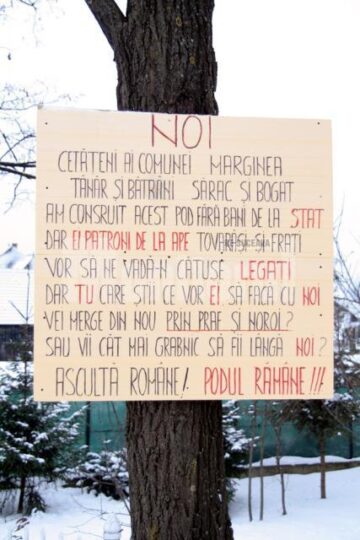 NOI
CETĂȚENI AI COMUNEI MARGINEA
TÂNĂR ȘI BĂTRÂNI SĂRAC ȘI BOGAT
AM CONSRUIT ACEST POD FĂRĂ BANI DE LA STAT
DAR EI PATRONI DE LA APE TOVARĂȘI ȘI FRAȚI
VOR SĂ NE VADĂ-N CĂTUȘE LEGAȚI
DAR TU CARE ȘTII CE VOR EI SĂ FACĂ CU NOI
VEI MERGE DIN NOU PRIN PRAF ȘI NOROI ?
SAU VII CÂT MAI GRABNIC SĂ FII LÂNGĂ NOI ?
ASCULTĂ ROMÂNE! PODUL RĂMÂNE !!!